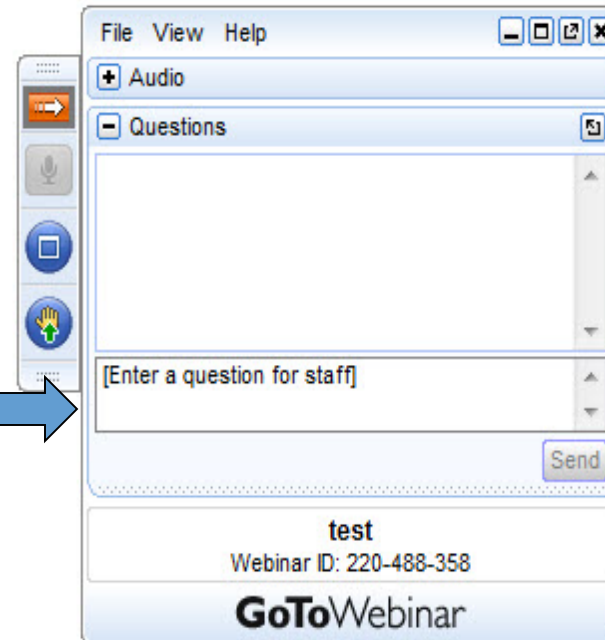 File View Help
Audio
Questions
[Enter a question for staff]
Send
test
Webinar ID: 220-488-358
GoToWebinar